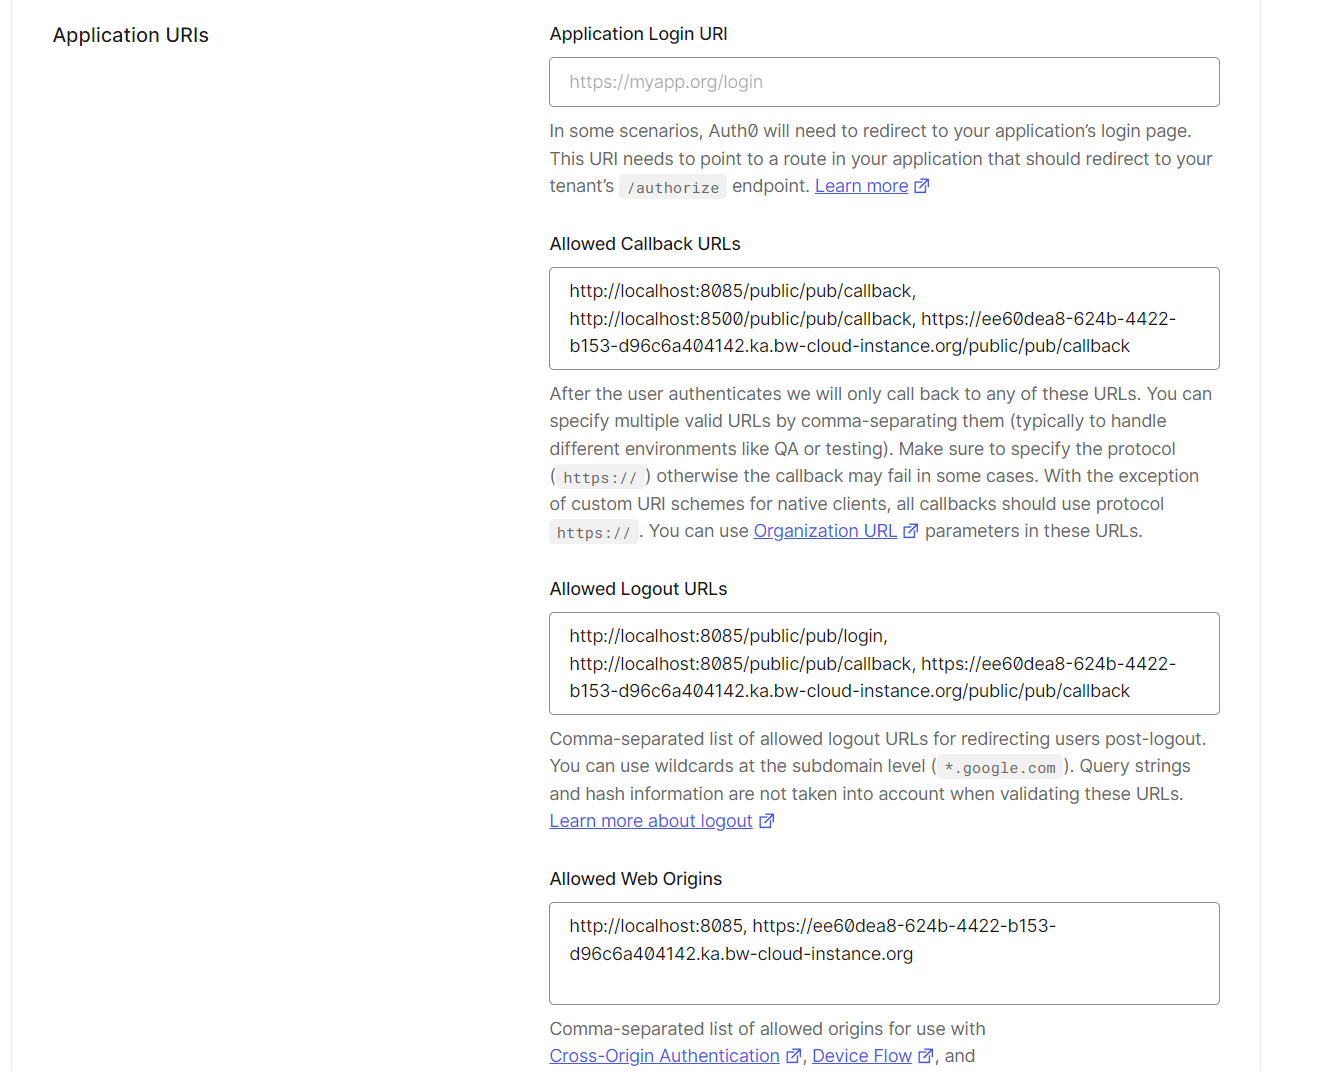 Application URIs
Application Login URI
https://myapp.org/login
In some scenarios, Auth0 will need to redirect to your application’s login page.
This URI needs to point to a route in your application that should redirect to your
tenant’s /authorize endpoint. Learn more
Allowed Callback URLs
http://localhost:8085/public/pub/callback,
http://localhost:8500/public/pub/callback, https://ee60dea8-624b-4422-
b153-d96c6a404142.ka.bw-cloud-instance.org/public/pub/callback
After the user authenticates we will only call back to any of these URLs. You can
specify multiple valid URLs by comma-separating them (typically to handle
different environments like QA or testing). Make sure to specify the protocol
( https:// ) otherwise the callback may fail in some cases. With the exception
of custom URI schemes for native clients, all callbacks should use protocol
https:// . You can use Organization URL parameters in these URLs.
Allowed Logout URLs
http://localhost:8085/public/pub/login,
http://localhost:8085/public/pub/callback, https://ee60dea8-624b-4422-
b153-d96c6a404142.ka.bw-cloud-instance.org/public/pub/callback
Comma-separated list of allowed logout URLs for redirecting users post-logout.
You can use wildcards at the subdomain level ( *.google.com ). Query strings
and hash information are not taken into account when validating these URLs.
Learn more about logout
Allowed Web Origins
http://localhost:8085, https://ee60dea8-624b-4422-b153-
d96c6a404142.ka.bw-cloud-instance.org
Comma-separated list of allowed origins for use with
Cross-Origin Authentication , Device Flow , and